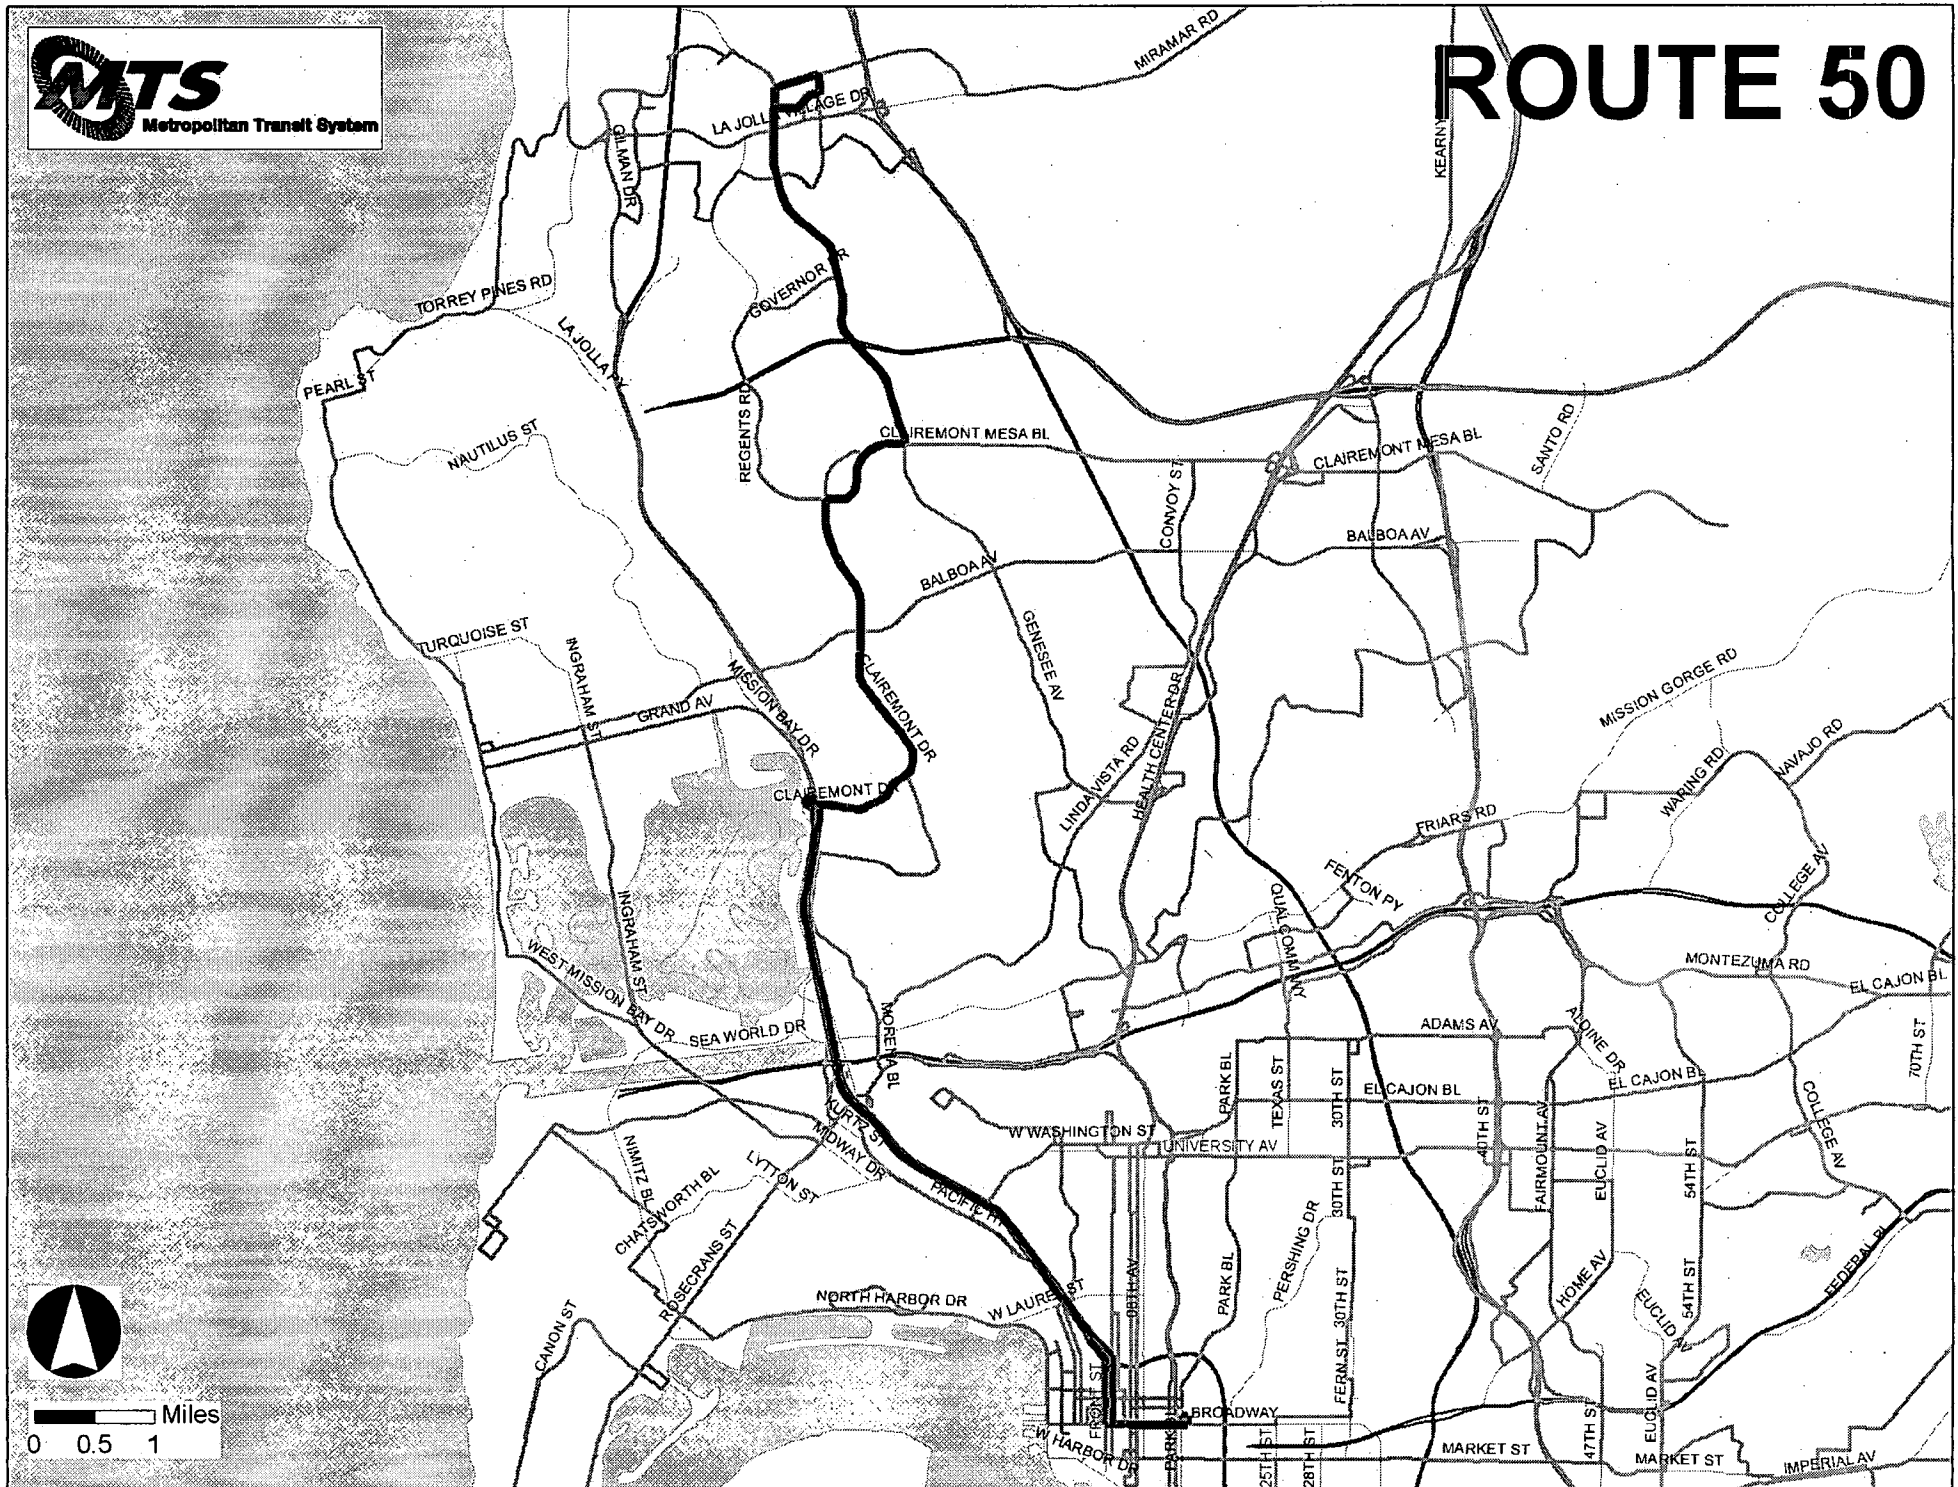 MTS
Metropolitan Transit System
ROUTE 50
MIRAMAR RD
KEARNY
LA JOLLA VILLAGE DR
GILMAN DR
GOVERNOR DR
TORREY PINES RD
LA JOLLA PY
PEARL ST
REGENTS RD
NAUTILUS ST
CLAIREMONT MESA BL
CLAIREMONT MESA BL
SANTO RD
CONVOY ST
BALBOA AV
BALBOA AV
GENESEE AV
TURQUOISE ST
INGRAHAM ST
MISSION BAY DR
CLAIREMONT DR
GRAND AV
MISSION GORGE RD
NAVAJO RD
WARING RD
HEALTH CENTER DR
LINDA VISTA RD
CLAIREMONT DR
FRIARS RD
FENTON PY
COLLEGE AV
QUALCOMM WY
INGRAHAM ST
WEST MISSION BAY DR
SEA WORLD DR
MORENA BL
MONTEZUMA RD
EL CAJON BL
ADAMS AV
ALDINE DR
70TH ST
PARK BL
TEXAS ST
30TH ST
EL CAJON BL
EL CAJON BL
KURTZ ST
MIDWAY DR
W WASHINGTON ST
UNIVERSITY AV
40TH ST
FAIRMOUNT AV
EUCLID AV
54TH ST
COLLEGE AV
NIMITZ BL
CHATSWORTH BL
LYTTON ST
PACIFIC HY
30TH ST
PERSHING DR
PARK BL
ROSECRANS ST
NORTH HARBOR DR
W LAUREL ST
HOME AV
EUCLID AV
54TH ST
FEDERAL BL
30TH ST
FERN ST
CANON ST
FRONT ST
BROADWAY
W HARBOR DR
25TH ST
28TH ST
MARKET ST
47TH ST
EUCLID AV
MARKET ST
IMPERIAL AV
Miles
0 0.5 1